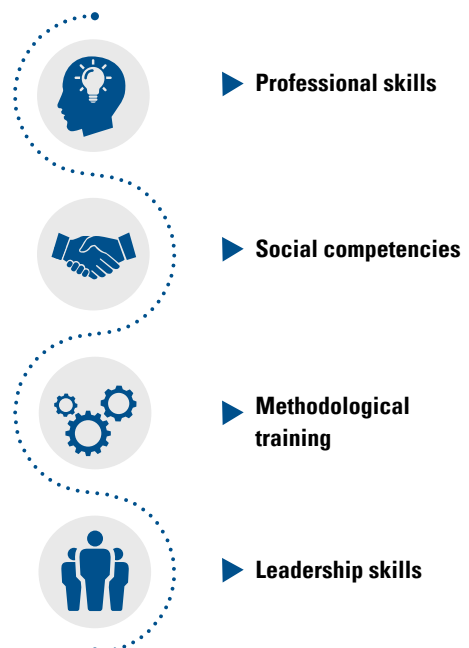 Professional skills
Social competencies
Methodological
training
Leadership skills